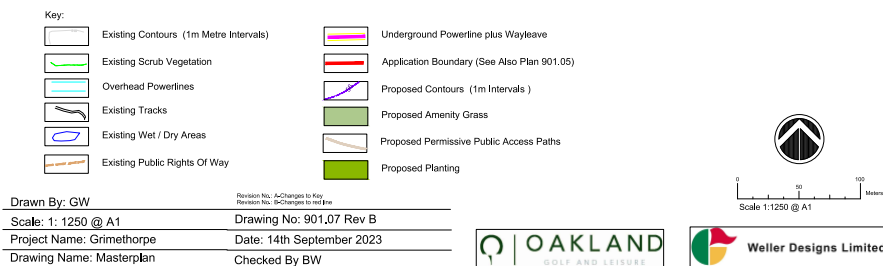 Key:
Existing Contours (1m Metre Intervals)
Existing Scrub Vegetation
Overhead Powerlines
Existing Tracks
Existing Wet / Dry Areas
Existing Public Rights Of Way
Underground Powerline plus Wayleave
Application Boundary (See Also Plan 901.05)
Proposed Contours (1m Intervals )
Proposed Amenity Grass
Proposed Permissive Public Access Paths
Proposed Planting
0 50 100
Meters
Scale 1:1250 @ A1
Drawn By: GW
Revision No.: A-Changes to Key
Revision No.: B-Changes to red line
Scale: 1: 1250 @ A1
Drawing No: 901.07 Rev B
Project Name: Grimethorpe
Date: 14th September 2023
Drawing Name: Masterplan
Checked By BW
OAKLAND
GOLF AND LEISURE
Weller Designs Limited